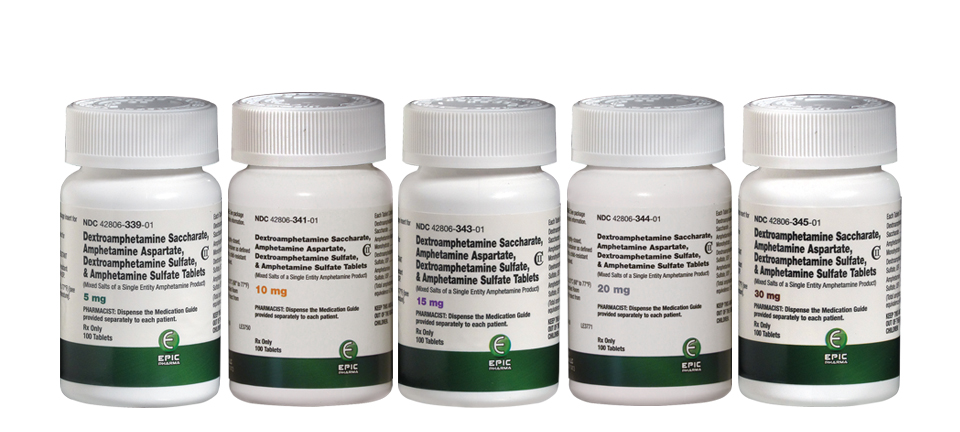 NDC 42806-339-01
Dextroamphetamine Saccharate,
Amphetamine Aspartate,
Dextroamphetamine Sulfate,
& Amphetamine Sulfate Tablets
(Mixed Salts of a Single Entity Amphetamine Product)
5 mg
PHARMACIST: Dispense the Medication Guide
provided separately to each patient.
Rx Only
100 Tablets
EPIC
PHARMA
NDC 42806-341-01
Dextroamphetamine Saccharate,
Amphetamine Aspartate,
Dextroamphetamine Sulfate,
& Amphetamine Sulfate Tablets
(Mixed Salts of a Single Entity Amphetamine Product)
10 mg
PHARMACIST: Dispense the Medication Guide
provided separately to each patient.
Rx Only
100 Tablets
EPIC
PHARMA
NDC 42806-343-01
Dextroamphetamine Saccharate,
Amphetamine Aspartate,
Dextroamphetamine Sulfate,
& Amphetamine Sulfate Tablets
(Mixed Salts of a Single Entity Amphetamine Product)
15 mg
PHARMACIST: Dispense the Medication Guide
provided separately to each patient.
Rx Only
100 Tablets
EPIC
PHARMA
NDC 42806-344-01
Dextroamphetamine Saccharate,
Amphetamine Aspartate,
Dextroamphetamine Sulfate,
& Amphetamine Sulfate Tablets
(Mixed Salts of a Single Entity Amphetamine Product)
20 mg
PHARMACIST: Dispense the Medication Guide
provided separately to each patient.
Rx Only
100 Tablets
EPIC
PHARMA
NDC 42806-345-01
Dextroamphetamine Saccharate,
Amphetamine Aspartate,
Dextroamphetamine Sulfate,
& Amphetamine Sulfate Tablets
(Mixed Salts of a Single Entity Amphetamine Product)
30 mg
PHARMACIST: Dispense the Medication Guide
provided separately to each patient.
Rx Only
100 Tablets
EPIC
PHARMA